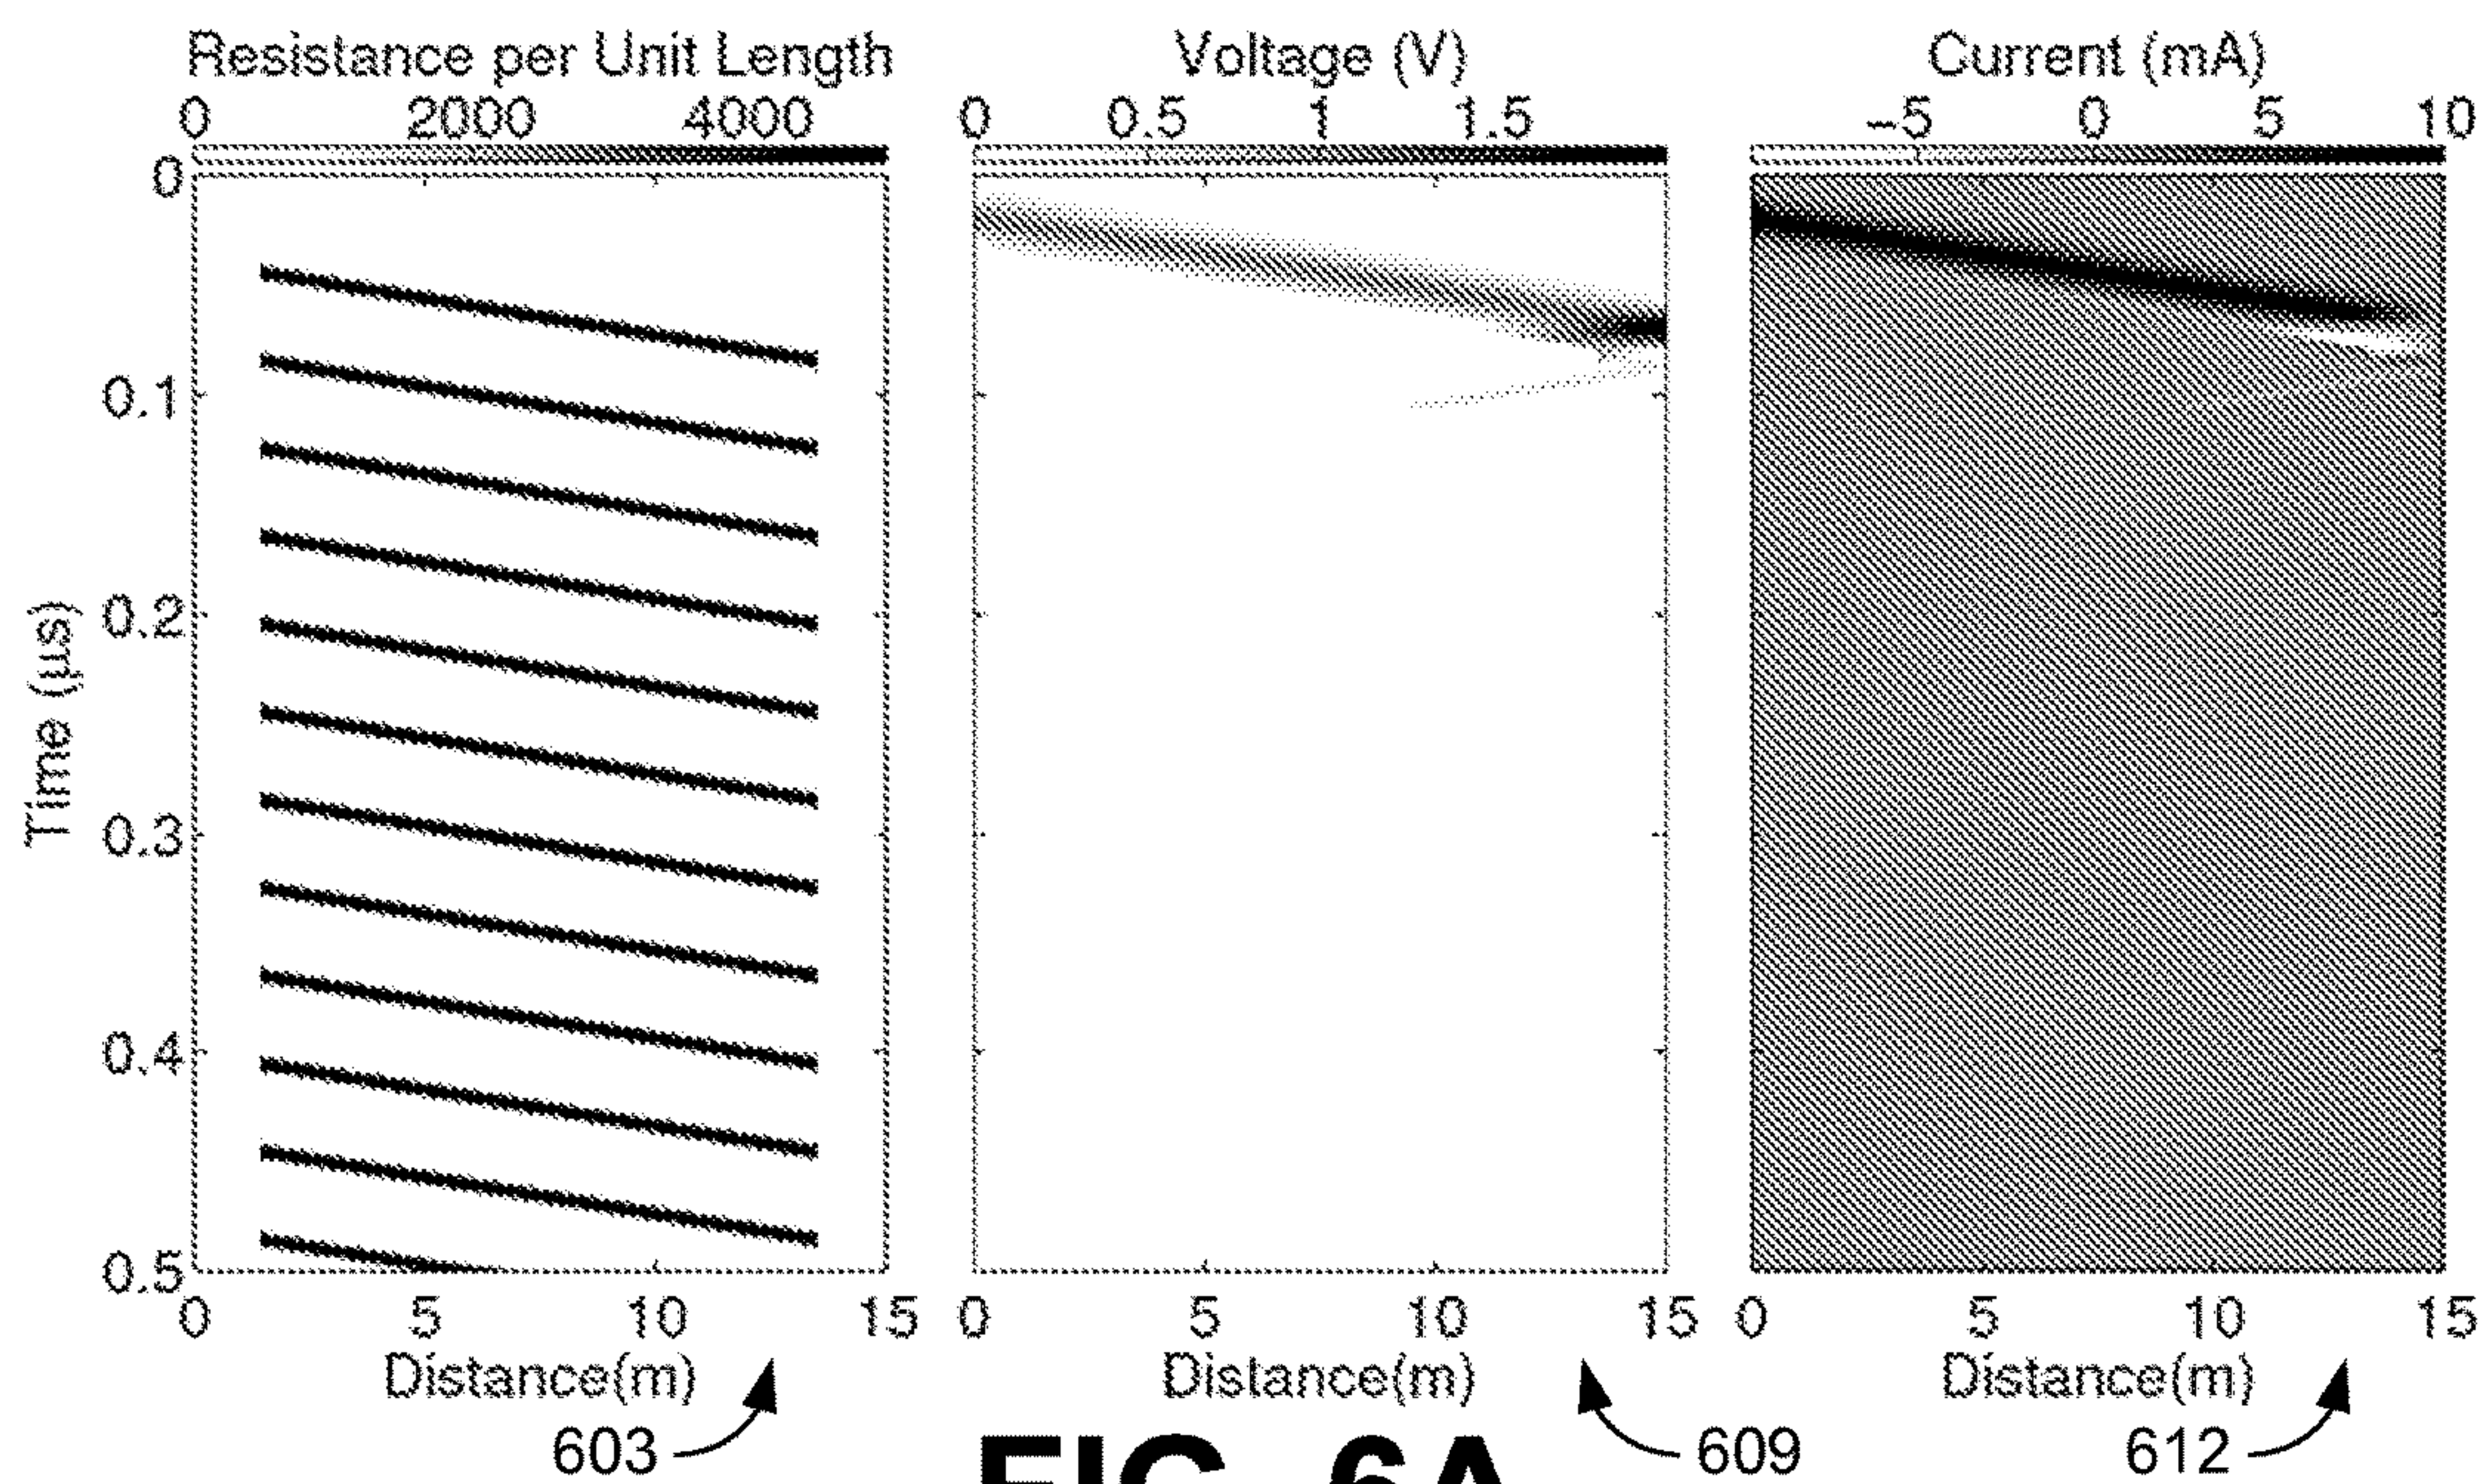 Resistance per Unit Length
0 2000 4000
Voltage (V)
0 0.5 1 1.5
Current (mA)
-5 0 5 10
Time (µs)
0
0.1
0.2
0.3
0.4
0.5
0 5 10 15
0 5 10 15
0 5 10 15
Distance(m)
Distance(m)
Distance(m)
603
609
612
FIG. 6A